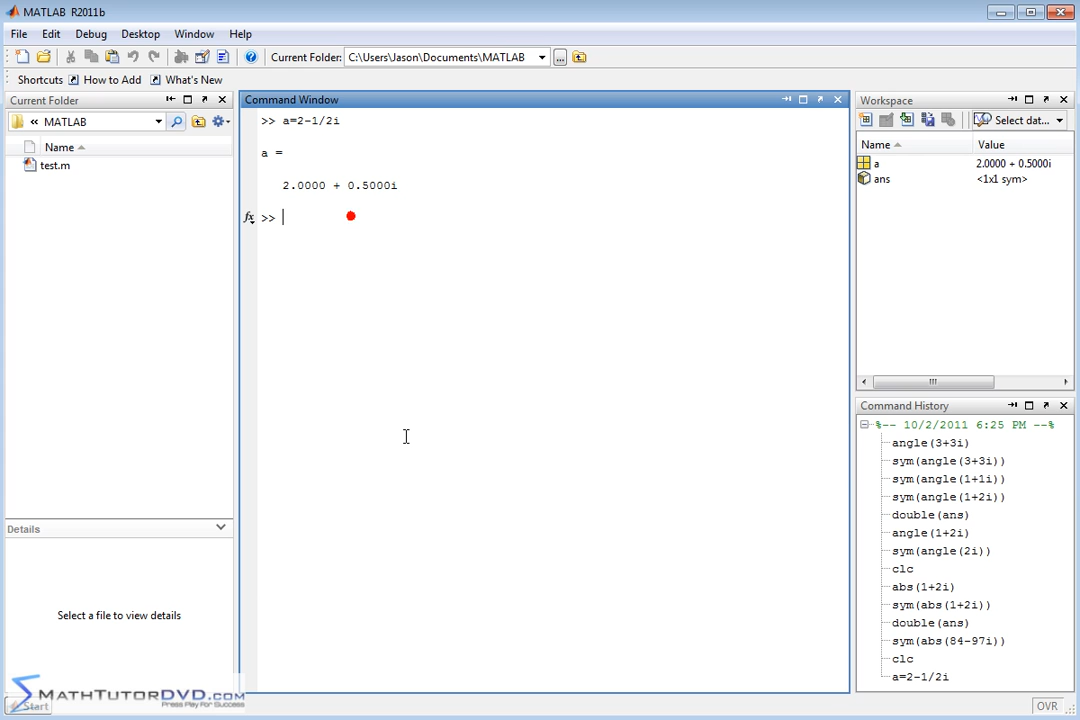 MATLAB R2011b
File Edit Debug Desktop Window Help
Current Folder: C:\Users\Jason\Documents\MATLAB ...
Shortcuts How to Add What's New
Current Folder
« MATLAB
Name
test.m
Details
Select a file to view details
Start
MATHTUTORDVD.COM
Press Play For Success
Command Window
>> a=2-1/2i
a =
2.0000 + 0.5000i
fx >>
Workspace
Select dat...
Name Value
a 2.0000 + 0.5000i
ans <1x1 sym>
Command History
%-- 10/2/2011 6:25 PM --%
angle(3+3i)
sym(angle(3+3i))
sym(angle(1+1i))
sym(angle(1+2i))
double(ans)
angle(1+2i)
sym(angle(2i))
clc
abs(1+2i)
sym(abs(1+2i))
double(ans)
sym(abs(84-97i))
clc
a=2-1/2i
OVR